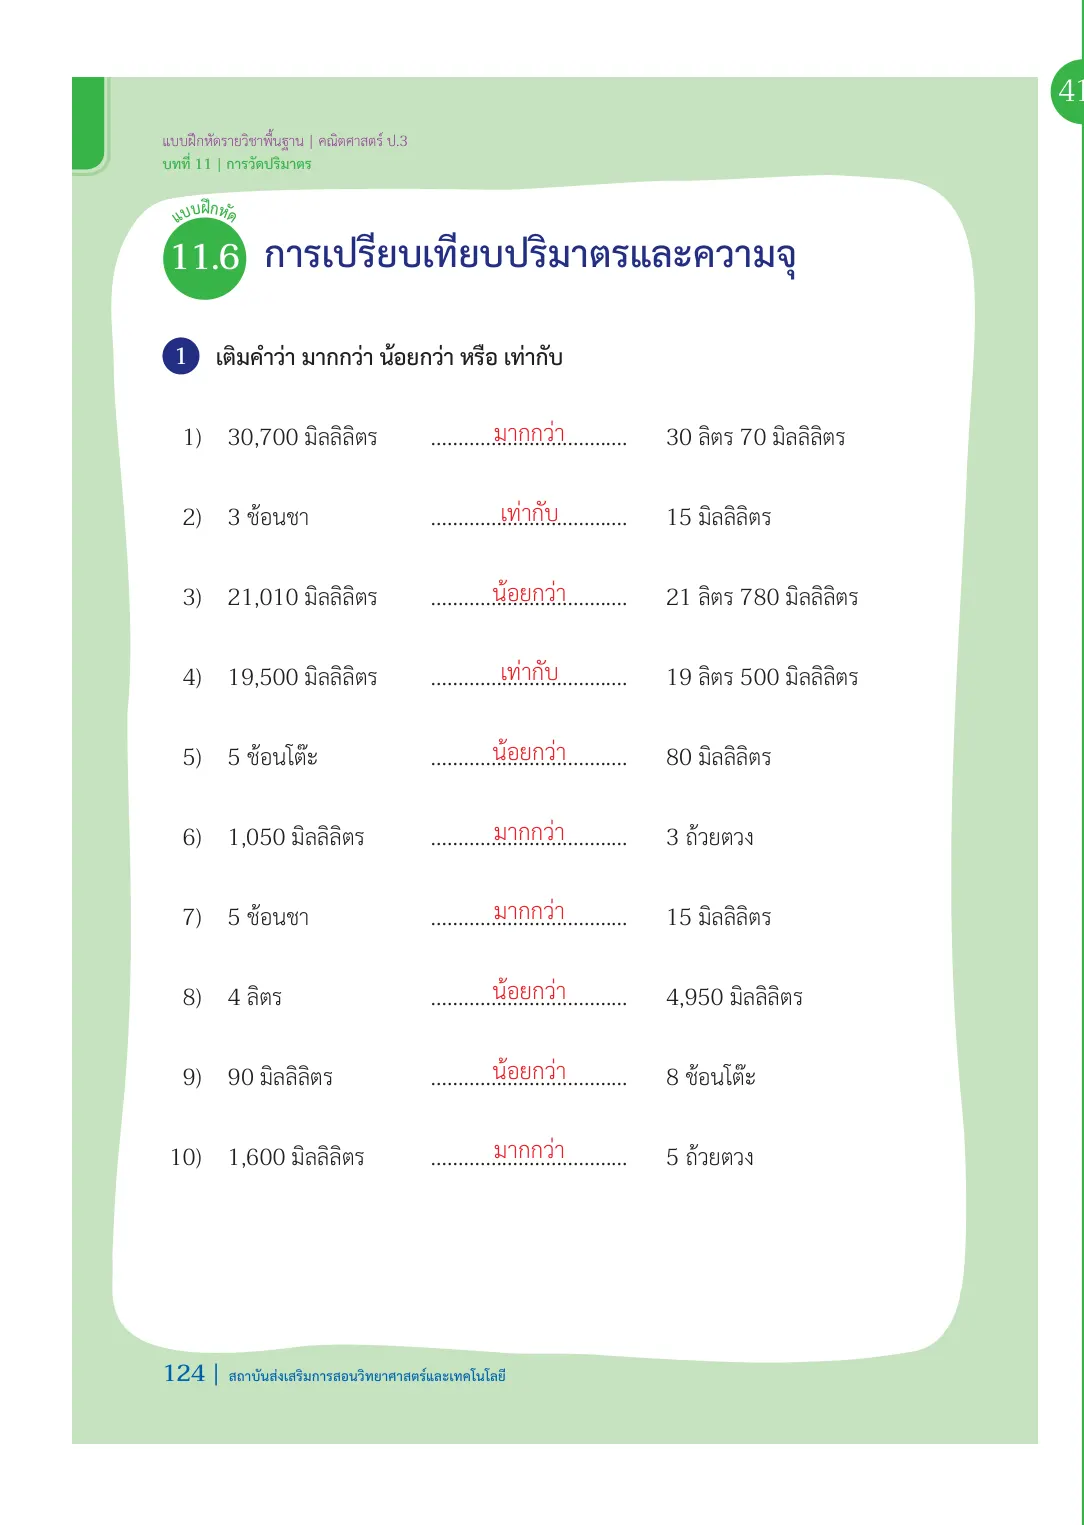 41
แบบฝึกหัดรายวิชาพื้นฐาน | คณิตศาสตร์ ป.3
บทที่ 11 | การวัดปริมาตร
แบบฝึกหัด
11.6 การเปรียบเทียบปริมาตรและความจุ
1 เติมคำว่า มากกว่า น้อยกว่า หรือ เท่ากับ
1) 30,700 มิลลิลิตร มากกว่า 30 ลิตร 70 มิลลิลิตร
2) 3 ช้อนชา เท่ากับ 15 มิลลิลิตร
3) 21,010 มิลลิลิตร น้อยกว่า 21 ลิตร 780 มิลลิลิตร
4) 19,500 มิลลิลิตร เท่ากับ 19 ลิตร 500 มิลลิลิตร
5) 5 ช้อนโต๊ะ น้อยกว่า 80 มิลลิลิตร
6) 1,050 มิลลิลิตร มากกว่า 3 ถ้วยตวง
7) 5 ช้อนชา มากกว่า 15 มิลลิลิตร
8) 4 ลิตร น้อยกว่า 4,950 มิลลิลิตร
9) 90 มิลลิลิตร น้อยกว่า 8 ช้อนโต๊ะ
10) 1,600 มิลลิลิตร มากกว่า 5 ถ้วยตวง
124 | สถาบันส่งเสริมการสอนวิทยาศาสตร์และเทคโนโลยี